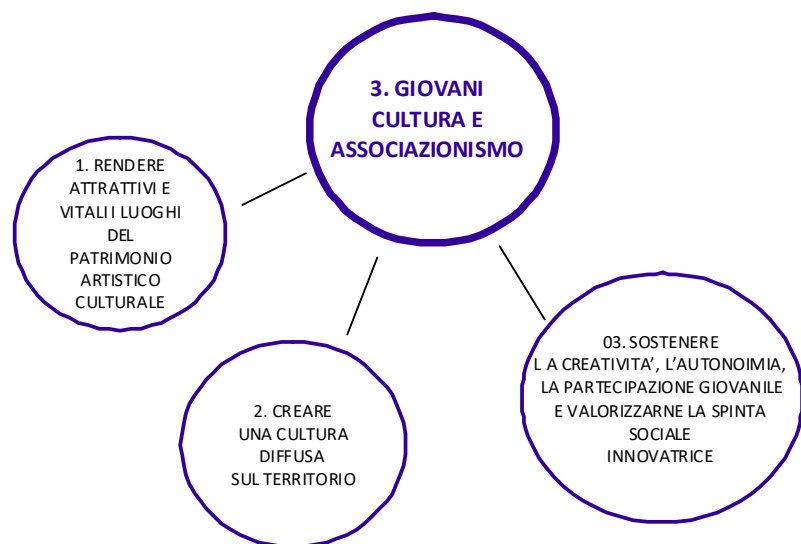 3. GIOVANI
CULTURA E
ASSOCIAZIONISMO
1. RENDERE
ATTRATTIVI E
VITALI I LUOGHI
DEL
PATRIMONIO
ARTISTICO
CULTURALE
2. CREARE
UNA CULTURA
DIFFUSA
SUL TERRITORIO
03. SOSTENERE
L A CREATIVITA’, L’AUTONOIMIA,
LA PARTECIPAZIONE GIOVANILE
E VALORIZZARNE LA SPINTA
SOCIALE
INNOVATRICE